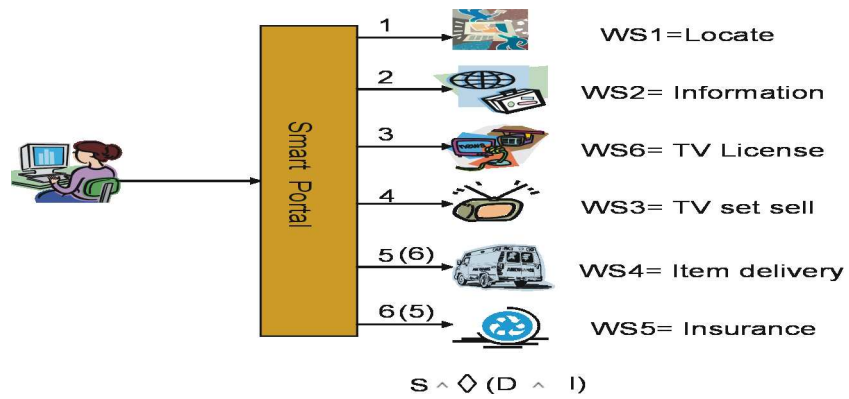 1 WS1=Locate
2 WS2= Information
3 WS6= TV License
Smart Portal
4 WS3= TV set sell
5(6) WS4= Item delivery
6(5) WS5= Insurance
S ^ ◇ (D ^ I)